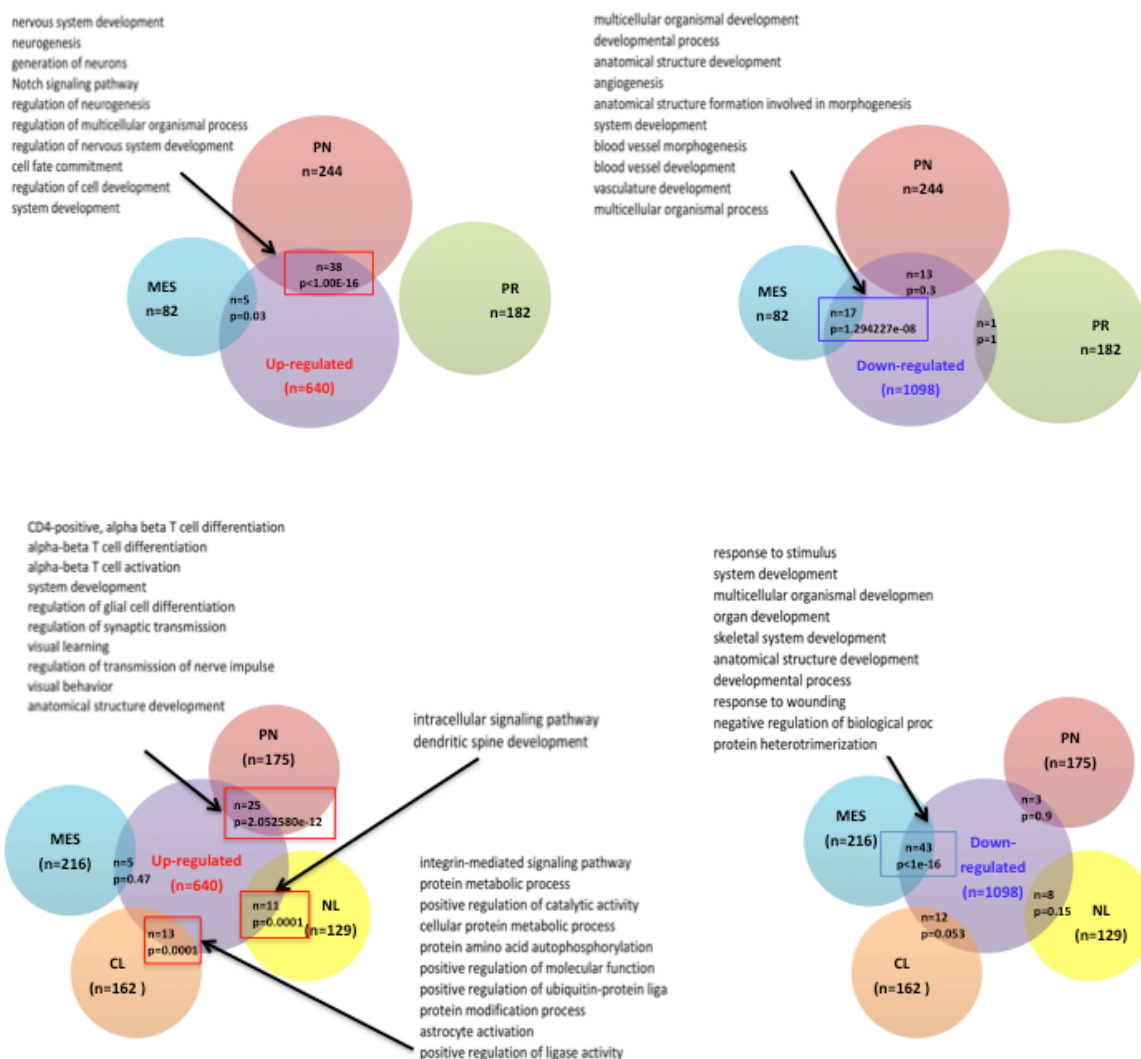 nervous system development
neurogenesis
generation of neurons
Notch signaling pathway
regulation of neurogenesis
regulation of multicellular organismal process
regulation of nervous system development
cell fate commitment
regulation of cell development
system development
PN
n=244
MES
n=82
n=5
p=0.03
n=38
p<1.00E-16
PR
n=182
Up-regulated
(n=640)
multicellular organismal development
developmental process
anatomical structure development
angiogenesis
anatomical structure formation involved in morphogenesis
system development
blood vessel morphogenesis
blood vessel development
vasculature development
multicellular organismal process
PN
n=244
MES
n=82
n=13
p=0.3
n=17
p=1.294227e-08
n=1
p=1
PR
n=182
Down-regulated
(n=1098)
CD4-positive, alpha beta T cell differentiation
alpha-beta T cell differentiation
alpha-beta T cell activation
system development
regulation of glial cell differentiation
regulation of synaptic transmission
visual learning
regulation of transmission of nerve impulse
visual behavior
anatomical structure development
intracellular signaling pathway
dendritic spine development
PN
(n=175)
n=25
p=2.052580e-12
MES
(n=216)
n=5
p=0.47
Up-regulated
(n=640)
n=11
p=0.0001
NL
(n=129)
n=13
p=0.0001
CL
(n=162 )
integrin-mediated signaling pathway
protein metabolic process
positive regulation of catalytic activity
cellular protein metabolic process
protein amino acid autophosphorylation
positive regulation of molecular function
positive regulation of ubiquitin-protein liga
protein modification process
astrocyte activation
positive regulation of ligase activity
response to stimulus
system development
multicellular organismal developmen
organ development
skeletal system development
anatomical structure development
developmental process
response to wounding
negative regulation of biological proc
protein heterotrimerization
PN
(n=175)
n=3
p=0.9
MES
(n=216)
n=43
p<1e-16
Down-
regulated
(n=1098)
n=8
p=0.15
NL
(n=129)
n=12
p=0.053
CL
(n=162 )